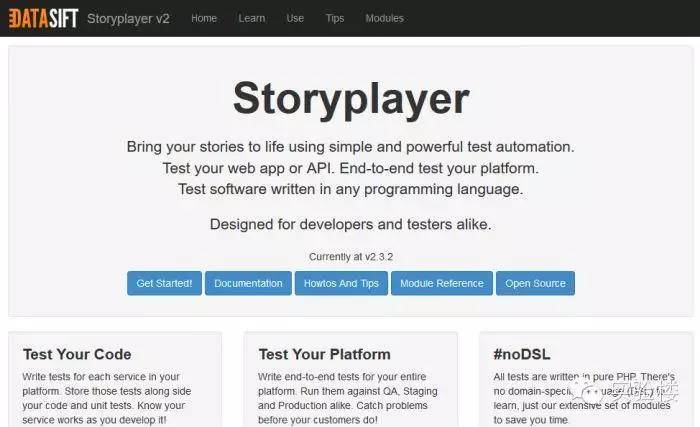 DATASIFT Storyplayer v2 Home Learn Use Tips Modules
Storyplayer
Bring your stories to life using simple and powerful test automation.
Test your web app or API. End-to-end test your platform.
Test software written in any programming language.
Designed for developers and testers alike.
Currently at v2.3.2
Get Started! Documentation Howtos And Tips Module Reference Open Source
Test Your Code
Write tests for each service in your
platform. Store those tests along side
your code and unit tests. Know your
service works as you develop it!
Test Your Platform
Write end-to-end tests for your entire
platform. Run them against QA, Staging
and Production alike. Catch problems
before your customers do!
#noDSL
All tests are written in pure PHP. There's
no domain-specific language (DSL) to
learn, just our extensive set of modules
to save you time.
实验楼